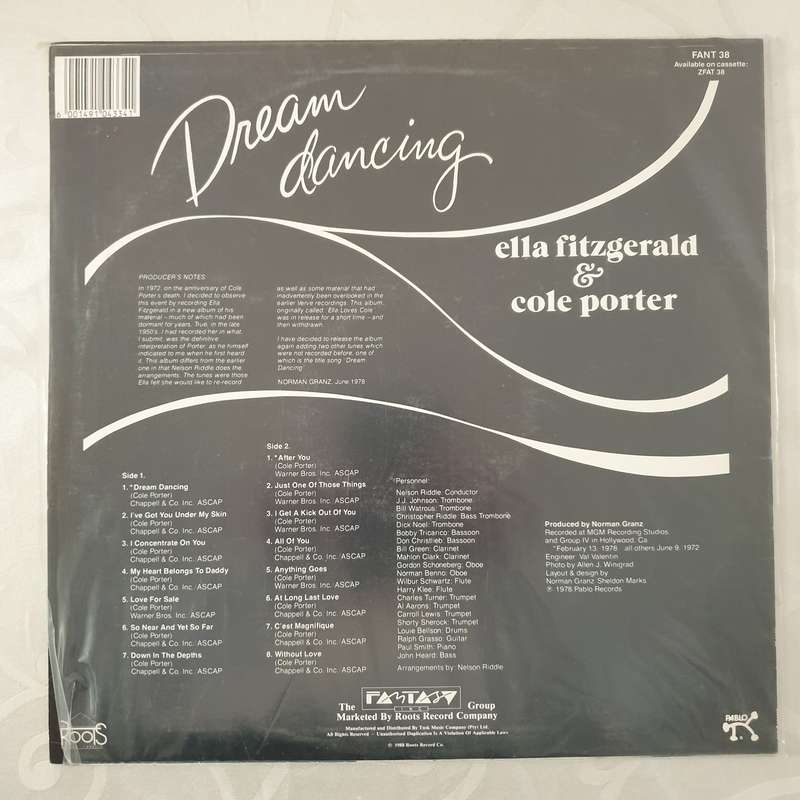 6 001491 043341
FANT 38
Available on cassette:
ZFAT 38
Dream
dancing
ella fitzgerald
&
cole porter
PRODUCER'S NOTES:
In 1972, on the anniversary of Cole
Porter's death, I decided to observe
this event by recording Ella
Fitzgerald in a new album of his
material – much of which had been
dormant for years. True, in the late
1950's, I had recorded her in what,
I submit, was the definitive
interpretation of Porter, as he himself
indicated to me when he first heard
it. This album differs from the earlier
one in that Nelson Riddle does the
arrangements. The tunes were those
Ella felt she would like to re-record
as well as some material that had
inadvertently been overlooked in the
earlier Verve recordings. This album,
originally called, Ella Loves Cole
was in release for a short time – and
then withdrawn.
I have decided to release the album
again adding two other tunes which
were not recorded before, one of
which is the title song "Dream
Dancing"
NORMAN GRANZ, June 1978
Side 1.
1. *Dream Dancing
(Cole Porter)
Chappell & Co. Inc. ASCAP
2. I've Got You Under My Skin
(Cole Porter)
Chappell & Co. Inc. ASCAP
3. I Concentrate On You
(Cole Porter)
Chappell & Co. Inc. ASCAP
4. My Heart Belongs To Daddy
(Cole Porter)
Chappell & Co. Inc. ASCAP
5. Love For Sale
(Cole Porter)
Warner Bros. Inc. ASCAP
6. So Near And Yet So Far
(Cole Porter)
Chappell & Co. Inc. ASCAP
7. Down In The Depths
(Cole Porter)
Chappell & Co. Inc. ASCAP
Side 2.
1. *After You
(Cole Porter)
Warner Bros. Inc. ASCAP
2. Just One Of Those Things
(Cole Porter)
Warner Bros. Inc. ASCAP
3. I Get A Kick Out Of You
(Cole Porter)
Warner Bros. Inc. ASCAP
4. All Of You
(Cole Porter)
Chappell & Co. Inc. ASCAP
5. Anything Goes
(Cole Porter)
Warner Bros. Inc. ASCAP
6. At Long Last Love
(Cole Porter)
Chappell & Co. Inc. ASCAP
7. C'est Magnifique
(Cole Porter)
Chappell & Co. Inc. ASCAP
8. Without Love
(Cole Porter)
Chappell & Co. Inc. ASCAP
Personnel:
Nelson Riddle: Conductor
J.J. Johnson: Trombone
Bill Watrous: Trombone
Christopher Riddle: Bass Trombone
Dick Noel: Trombone
Bobby Tricarico: Bassoon
Don Christlieb: Bassoon
Bill Green: Clarinet
Mahlon Clark: Clarinet
Gordon Schoneberg: Oboe
Norman Benno: Oboe
Wilbur Schwartz: Flute
Harry Klee: Flute
Charles Turner: Trumpet
Al Aarons: Trumpet
Carroll Lewis: Trumpet
Shorty Sherock: Trumpet
Louie Bellson: Drums
Ralph Grasso: Guitar
Paul Smith: Piano
John Heard: Bass
Arrangements by: Nelson Riddle
Produced by Norman Granz
Recorded at MGM Recording Studios,
and Group IV in Hollywood, Ca
*February 13, 1978 all others June 9, 1972
Engineer: Val Valentin
Photo by Allen J. Winigrad
Layout & design by
Norman Granz, Sheldon Marks
℗ 1978 Pablo Records
The FANTASY INC Group
Marketed By Roots Record Company
Manufactured and Distributed By Tusk Music Company (Pty) Ltd.
All Rights Reserved – Unauthorised Duplication Is A Violation Of Applicable Laws
© 1988 Roots Record Co.
ROOTS
PABLO